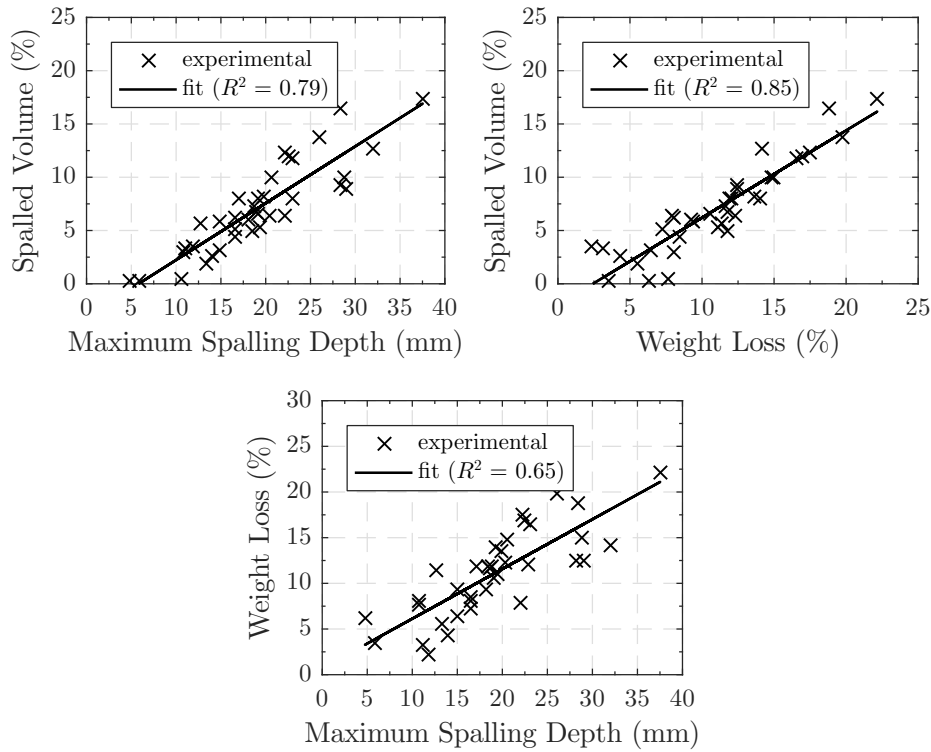 25
20
15
10
5
0
Spalled Volume (%)
experimental
fit (R² = 0.79)
0 5 10 15 20 25 30 35 40
Maximum Spalling Depth (mm)
25
20
15
10
5
0
Spalled Volume (%)
experimental
fit (R² = 0.85)
0 5 10 15 20 25
Weight Loss (%)
30
25
20
15
10
5
0
Weight Loss (%)
experimental
fit (R² = 0.65)
0 5 10 15 20 25 30 35 40
Maximum Spalling Depth (mm)